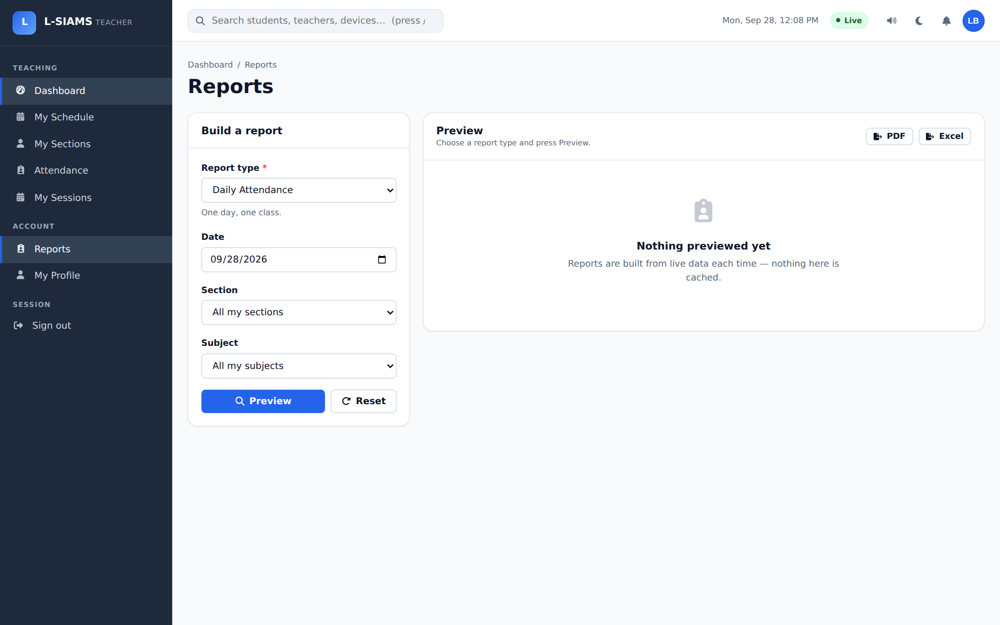 L
L-SIAMS TEACHER
TEACHING
Dashboard
My Schedule
My Sections
Attendance
My Sessions
ACCOUNT
Reports
My Profile
SESSION
Sign out
Search students, teachers, devices... (press /
Mon, Sep 28, 12:08 PM
Live
LB
Dashboard / Reports
Reports
Build a report
Report type *
Daily Attendance
One day, one class.
Date
09/28/2026
Section
All my sections
Subject
All my subjects
Preview
Reset
Preview
Choose a report type and press Preview.
PDF
Excel
Nothing previewed yet
Reports are built from live data each time — nothing here is
cached.